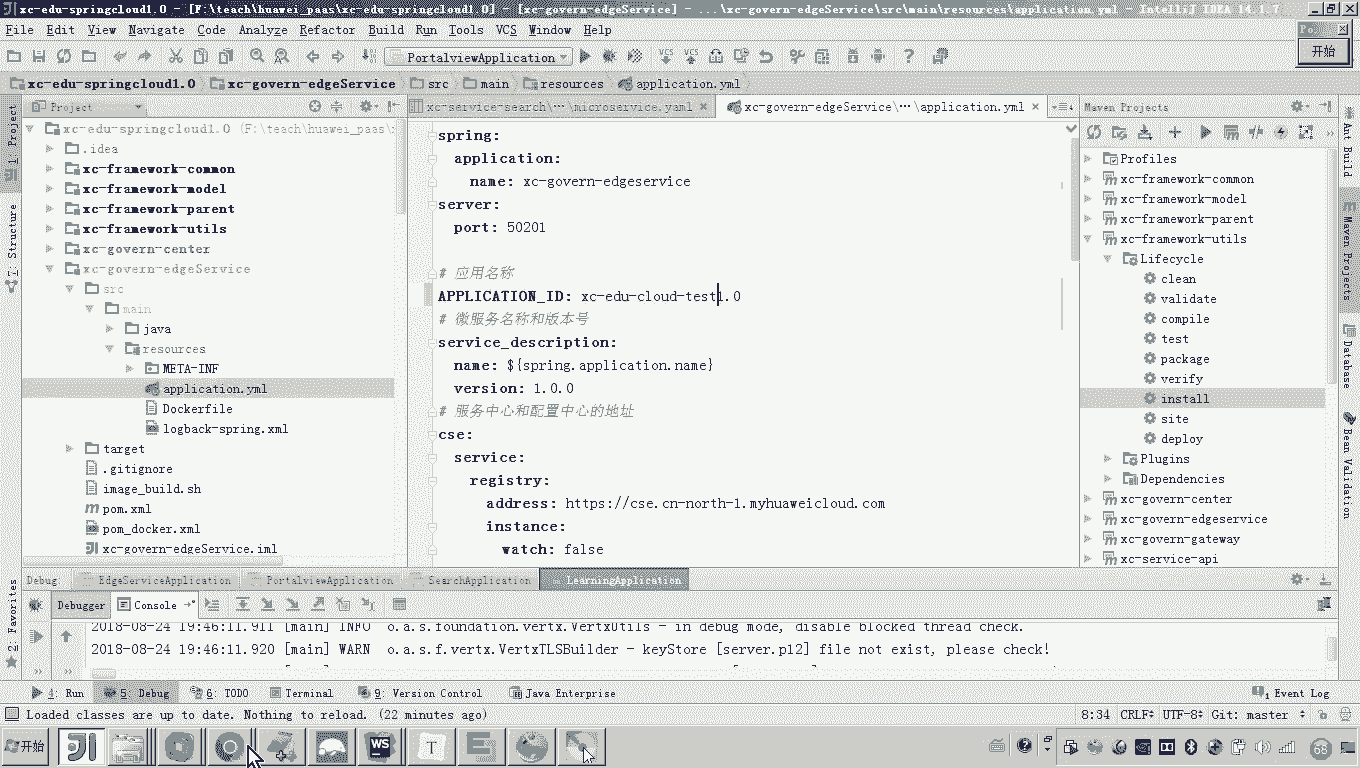 xc-edu-springcloud1.0 - [F:\teach\huawei_paas\xc-edu-springcloud1.0] - [xc-govern-edgeService] - ...\xc-govern-edgeService\src\main\resources\application.yml - IntelliJ IDEA 14.1.7
File Edit View Navigate Code Analyze Refactor Build Run Tools VCS Window Help
开始
PortalviewApplication
xc-edu-springcloud1.0 xc-govern-edgeService src main resources application.yml
Project
xc-service-search\…\microservice.yaml
xc-govern-edgeService\…\application.yml
Maven Projects
1: Project
7: Structure
2: Favorites
xc-edu-springcloud1.0 (F:\teach\huawei_paas\
.idea
xc-framework-common
xc-framework-model
xc-framework-parent
xc-framework-utils
xc-govern-center
xc-govern-edgeService
src
main
java
resources
META-INF
application.yml
Dockerfile
logback-spring.xml
target
.gitignore
image_build.sh
pom.xml
pom_docker.xml
xc-govern-edgeService.iml
spring:
application:
name: xc-govern-edgeservice
server:
port: 50201
# 应用名称
APPLICATION_ID: xc-edu-cloud-test1.0
# 微服务名称和版本号
service_description:
name: ${spring.application.name}
version: 1.0.0
# 服务中心和配置中心的地址
cse:
service:
registry:
address: https://cse.cn-north-1.myhuaweicloud.com
instance:
watch: false
Profiles
xc-framework-common
xc-framework-model
xc-framework-parent
xc-framework-utils
Lifecycle
clean
validate
compile
test
package
verify
install
site
deploy
Plugins
Dependencies
xc-govern-center
xc-govern-edgeservice
xc-govern-gateway
xc-service-api
Ant Build
Maven Projects
Database
Bean Validation
Debug: EdgeServiceApplication PortalviewApplication SearchApplication LearningApplication
Debugger Console
2018-08-24 19:46:11.911 [main] INFO o.a.s.foundation.vertx.VertxUtils - in debug mode, disable blocked thread check.
2018-08-24 19:46:11.920 [main] WARN o.a.s.f.vertx.VertxTLSBuilder - keyStore [server.p12] file not exist, please check!
4: Run 5: Debug 6: TODO Terminal 9: Version Control Java Enterprise 1 Event Log
Loaded classes are up to date. Nothing to reload. (22 minutes ago) 8:34 CRLF UTF-8 Git: master
开始 WS T 68